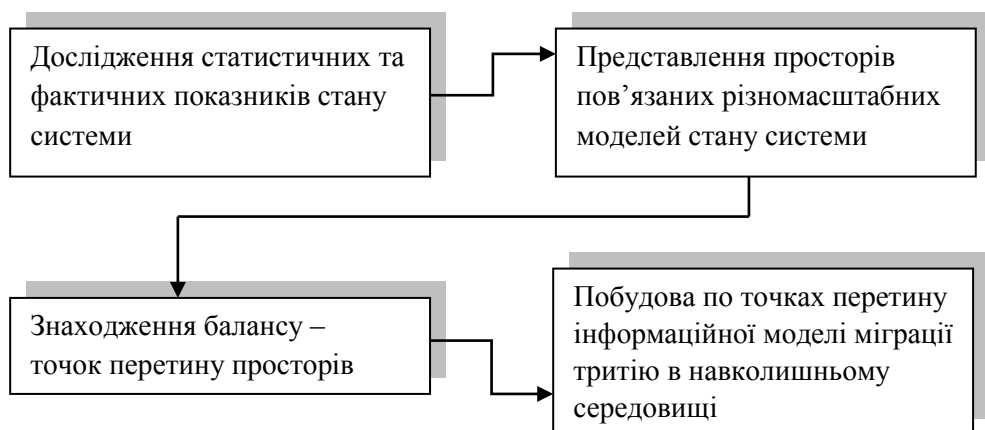 Дослідження статистичних та
фактичних показників стану
системи
Представлення просторів
пов’язаних різномасштабних
моделей стану системи
Знаходження балансу –
точок перетину просторів
Побудова по точках перетину
інформаційної моделі міграції
тритію в навколишньому
середовищі